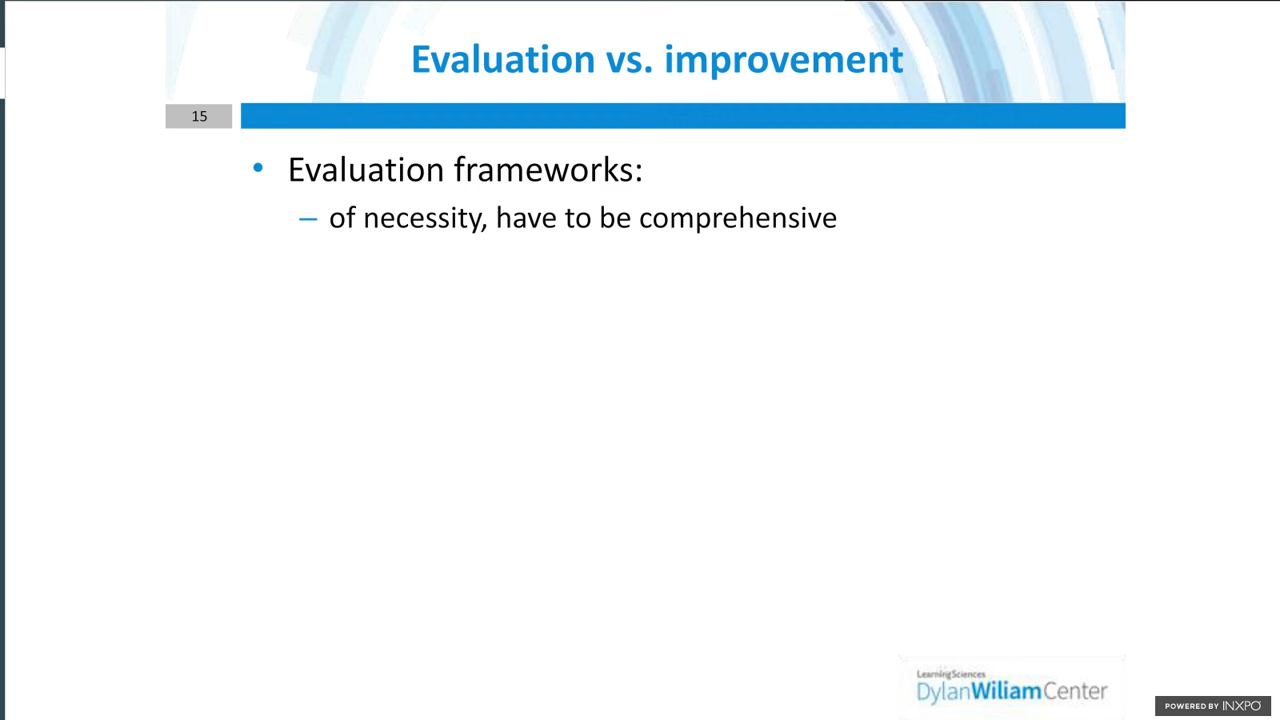 Evaluation vs. improvement
15
• Evaluation frameworks:
– of necessity, have to be comprehensive
LearningSciences
DylanWiliamCenter
POWERED BY INXPO